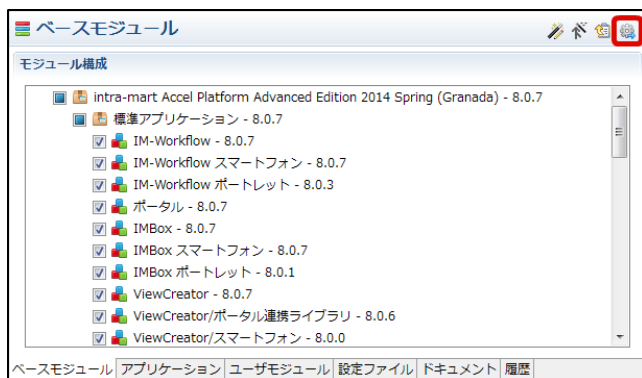 ベースモジュール
モジュール構成
intra-mart Accel Platform Advanced Edition 2014 Spring (Granada) - 8.0.7
標準アプリケーション - 8.0.7
IM-Workflow - 8.0.7
IM-Workflow スマートフォン - 8.0.7
IM-Workflow ポートレット - 8.0.3
ポータル - 8.0.7
IMBox - 8.0.7
IMBox スマートフォン - 8.0.7
IMBox ポートレット - 8.0.1
ViewCreator - 8.0.7
ViewCreator/ポータル連携ライブラリ - 8.0.6
ViewCreator/スマートフォン - 8.0.0
ベースモジュール アプリケーション ユーザモジュール 設定ファイル ドキュメント 履歴